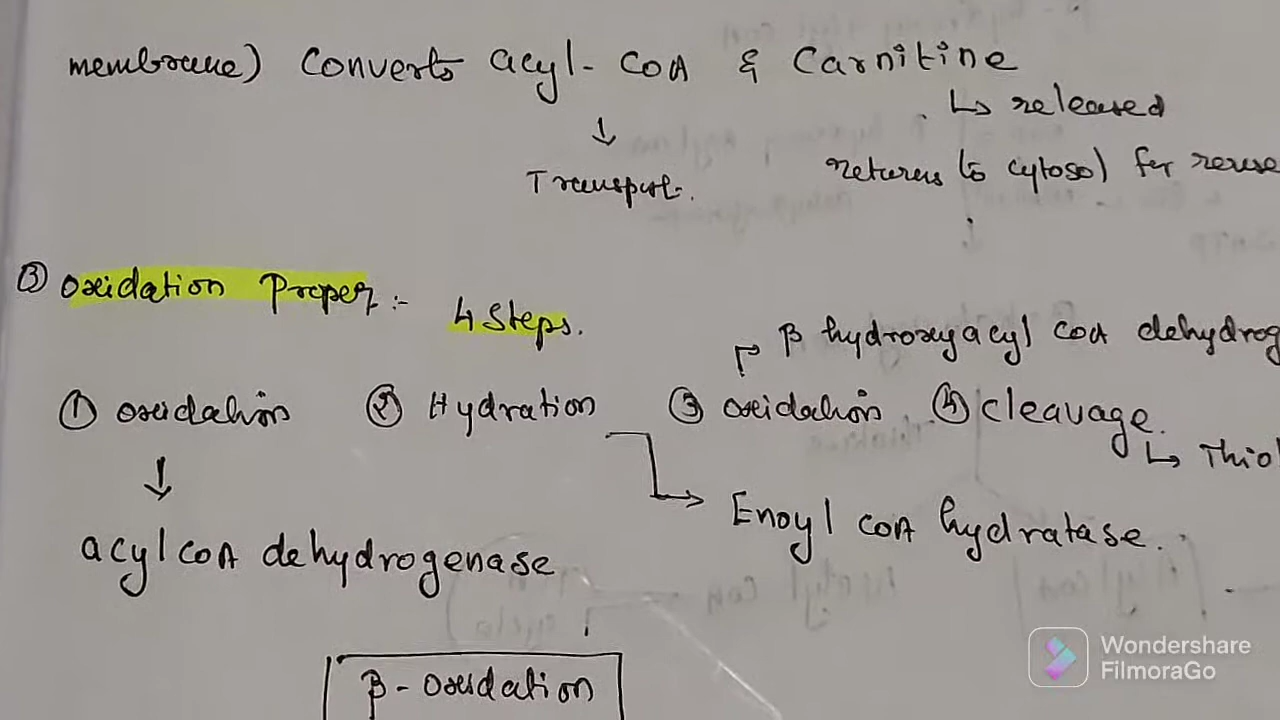 membrane) Converts acyl- CoA & Carnitine
↳ released
↓
Transport.
returns to cytosol for reuse
↓
③ Oxidation Proper :-
4 Steps.
β hydroxyacyl CoA dehydrog
① oxidation ② Hydration ③ oxidation ④ cleavage.
↳ Thiol
↓
Enoyl CoA hydratase.
acyl CoA dehydrogenase
β - oxidation
Wondershare
FilmoraGo